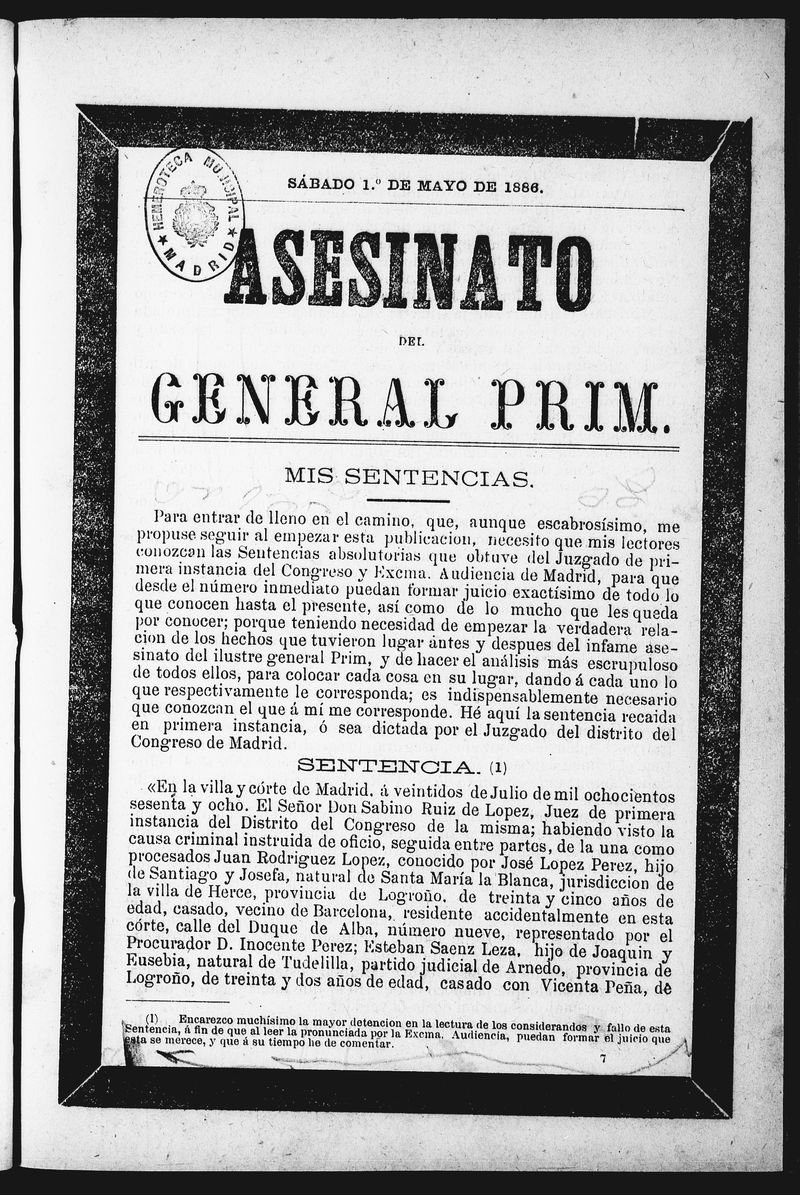 HEMEROTECA MUNICIPAL
★ MADRID ★
SÁBADO 1.º DE MAYO DE 1886.
ASESINATO
DEL
GENERAL PRIM.
MIS SENTENCIAS.
Para entrar de lleno en el camino, que, aunque escabrosísimo, me
propuse seguir al empezar esta publicacion, necesito que mis lectores
conozcan las Sentencias absolutorias que obtuve del Juzgado de pri-
mera instancia del Congreso y Excma. Audiencia de Madrid, para que
desde el número inmediato puedan formar juicio exactísimo de todo lo
que conocen hasta el presente, así como de lo mucho que les queda
por conocer; porque teniendo necesidad de empezar la verdadera rela-
cion de los hechos que tuvieron lugar ántes y despues del infame ase-
sinato del ilustre general Prim, y de hacer el análisis más escrupuloso
de todos ellos, para colocar cada cosa en su lugar, dando á cada uno lo
que respectivamente le corresponda; es indispensablemente necesario
que conozcan el que á mí me corresponde. Hé aquí la sentencia recaida
en primera instancia, ó sea dictada por el Juzgado del distrito del
Congreso de Madrid.
SENTENCIA. (1)
«En la villa y córte de Madrid. á veintidos de Julio de mil ochocientos
sesenta y ocho. El Señor Don Sabino Ruiz de Lopez, Juez de primera
instancia del Distrito del Congreso de la misma; habiendo visto la
causa criminal instruida de oficio, seguida entre partes, de la una como
procesados Juan Rodriguez Lopez, conocido por José Lopez Perez, hijo
de Santiago y Josefa, natural de Santa María la Blanca, jurisdiccion de
la villa de Herce, provincia de Logroño. de treinta y cinco años de
edad, casado, vecino de Barcelona, residente accidentalmente en esta
córte, calle del Duque de Alba, número nueve, representado por el
Procurador D. Inocente Perez; Esteban Saenz Leza, hijo de Joaquin y
Eusebia, natural de Tudelilla, partido judicial de Arnedo, provincia de
Logroño, de treinta y dos años de edad, casado con Vicenta Peña, de
(1) Encarezco muchísimo la mayor detencion en la lectura de los considerandos y fallo de esta
Sentencia, á fin de que al leer la pronunciada por la Excma. Audiencia, puedan formar el juicio que
esta se merece, y que á su tiempo he de comentar.
7